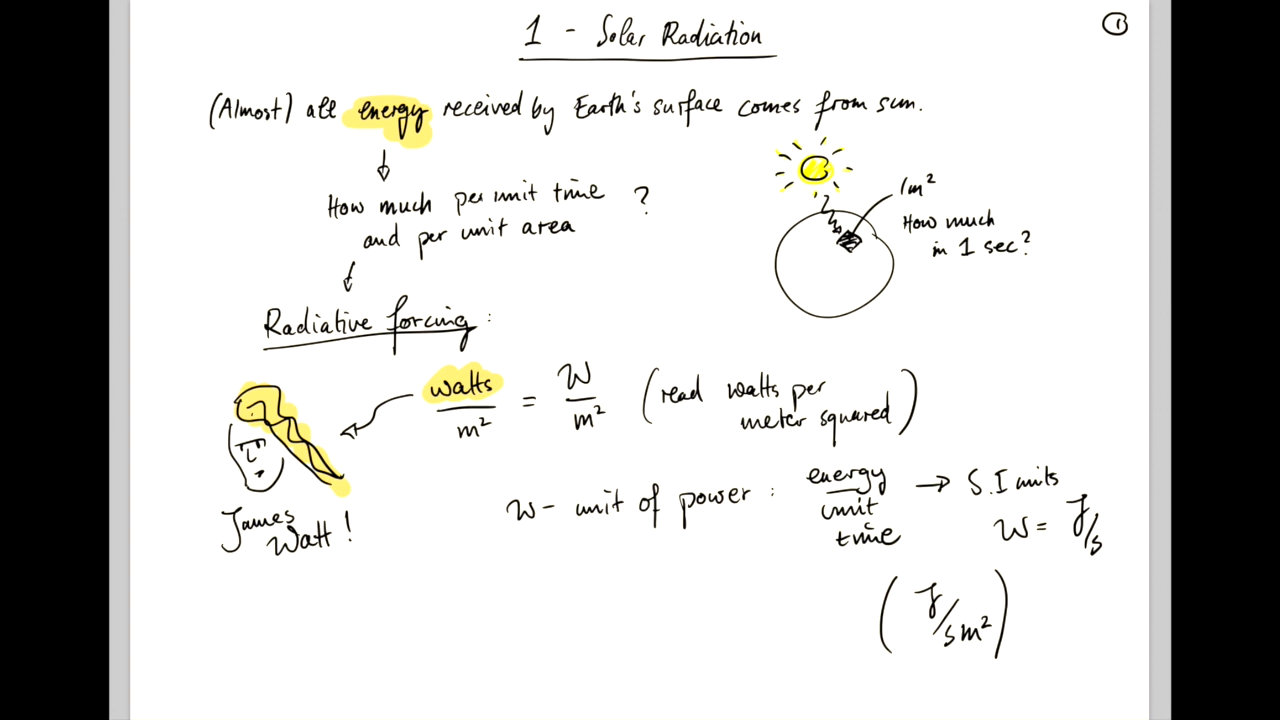 1 - Solar Radiation
1
(Almost) all energy received by Earth's surface comes from sun.
How much per unit time
and per unit area ?
1m²
How much
in 1 sec?
Radiative forcing:
watts / m² = W / m² (read watts per
meter squared)
James
Watt!
W - unit of power : energy / unit time → S.I units
W = J/s
(J/sm²)